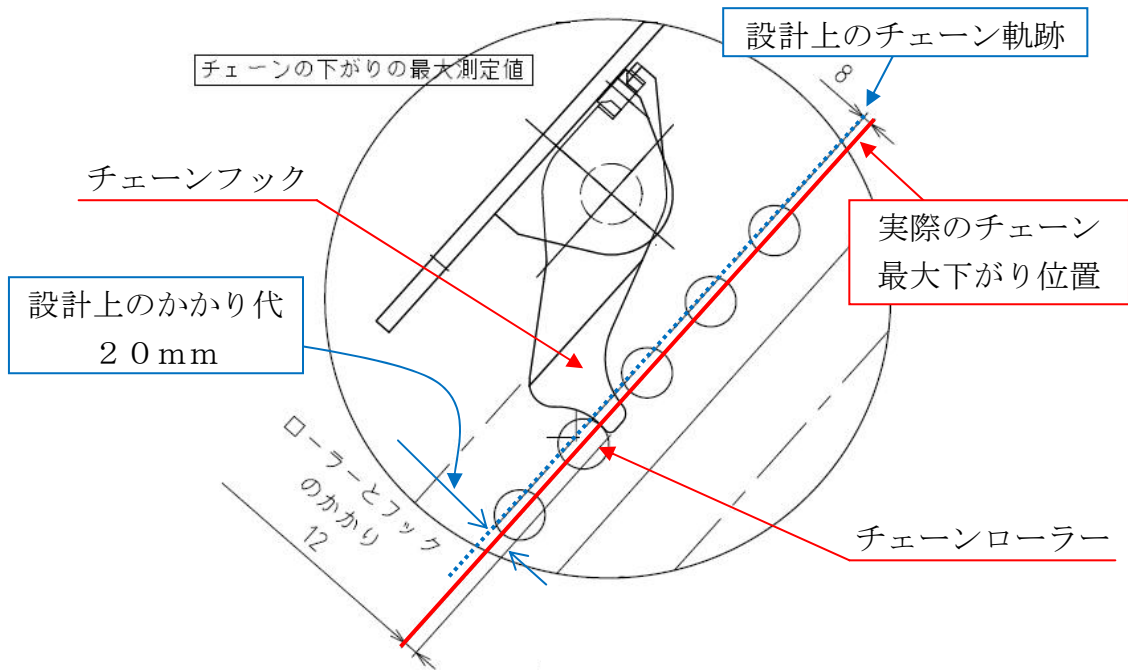 設計上のチェーン軌跡
チェーンの下がりの最大測定値
8
チェーンフック
実際のチェーン
最大下がり位置
設計上のかかり代
20mm
ローラーとフック
のかかり
12
チェーンローラー